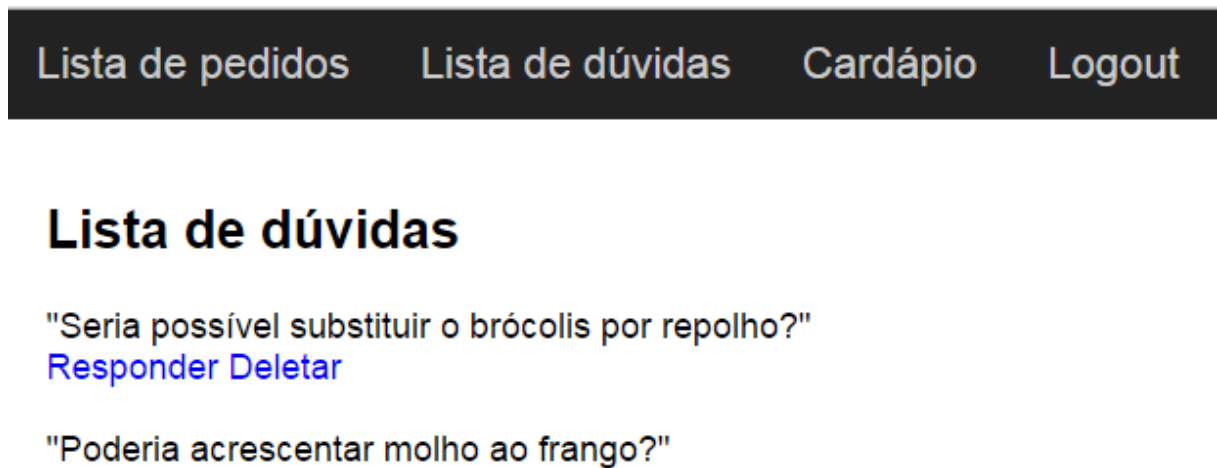 Lista de pedidos Lista de dúvidas Cardápio Logout
Lista de dúvidas
"Seria possível substituir o brócolis por repolho?"
Responder Deletar
"Poderia acrescentar molho ao frango?"